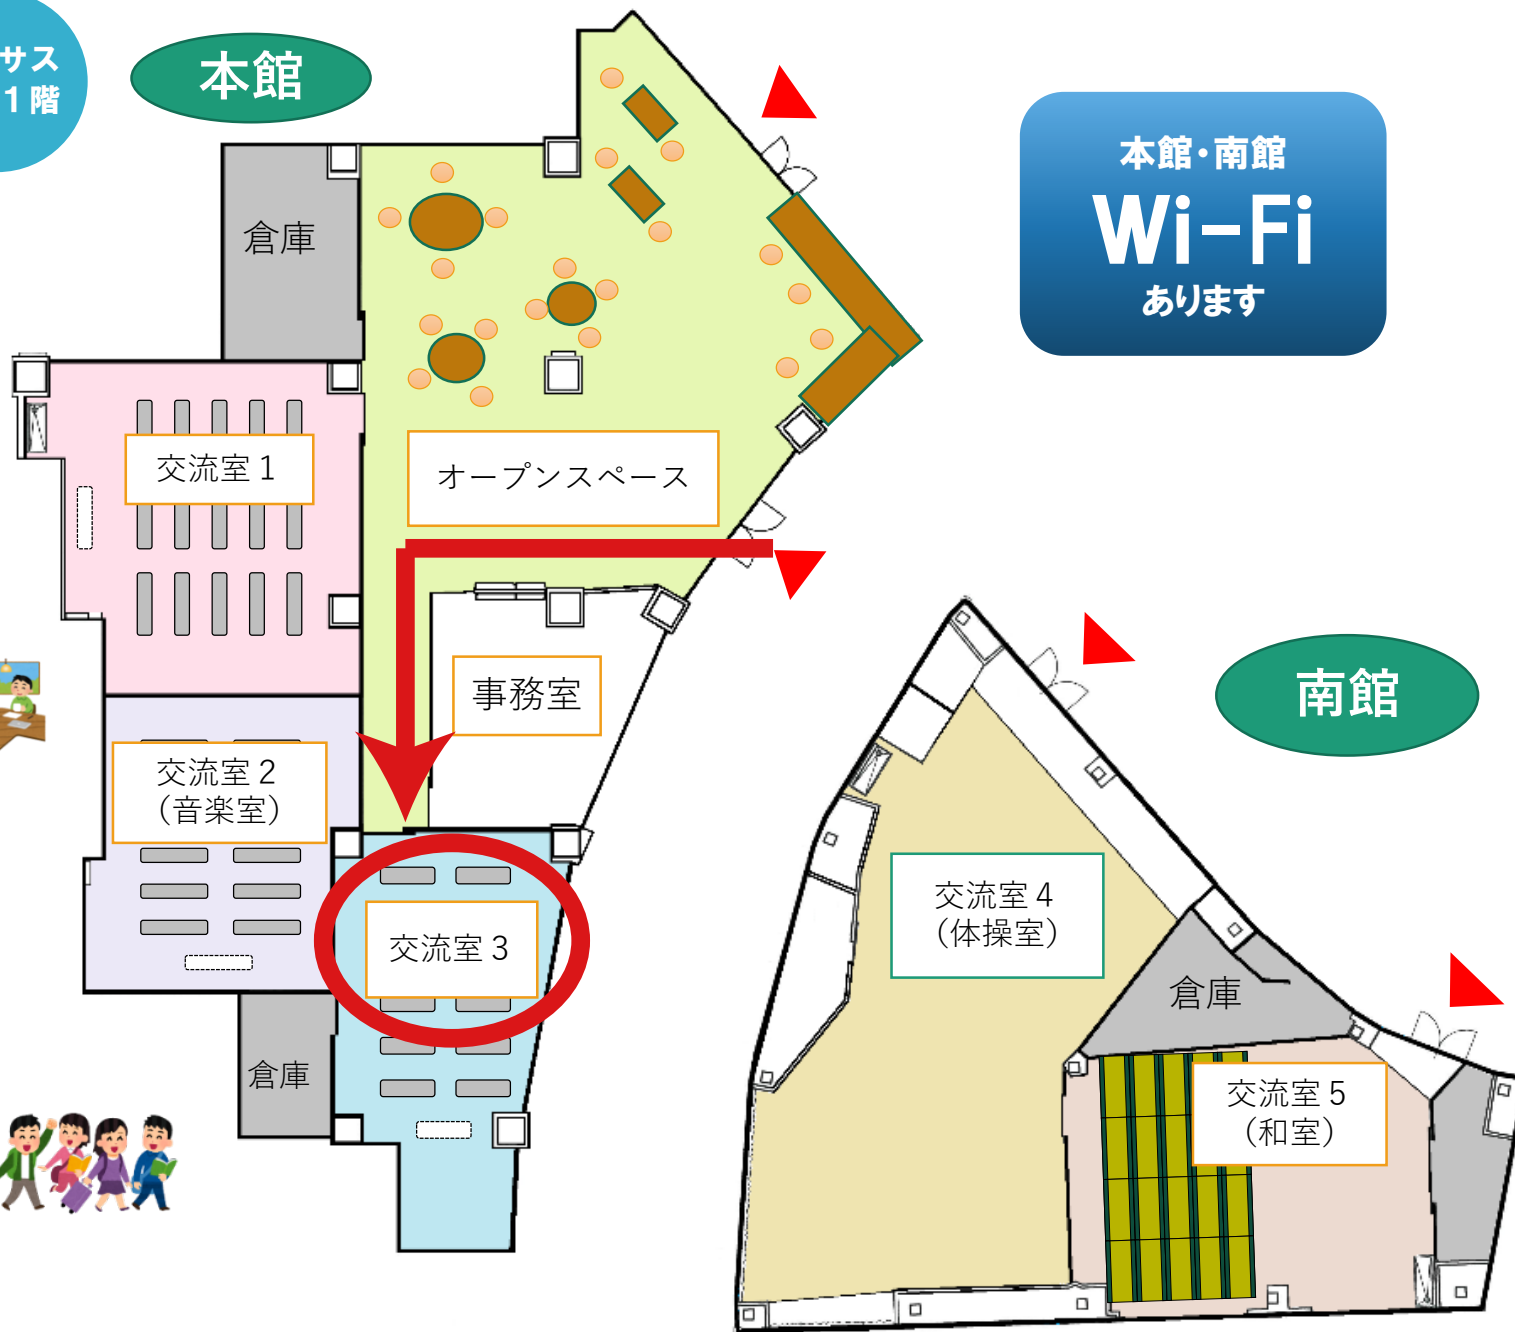 サス
1階
本館
本館・南館
Wi-Fi
あります
倉庫
交流室1
オープンスペース
事務室
南館
交流室2
(音楽室)
交流室3
交流室4
(体操室)
倉庫
倉庫
交流室5
(和室)